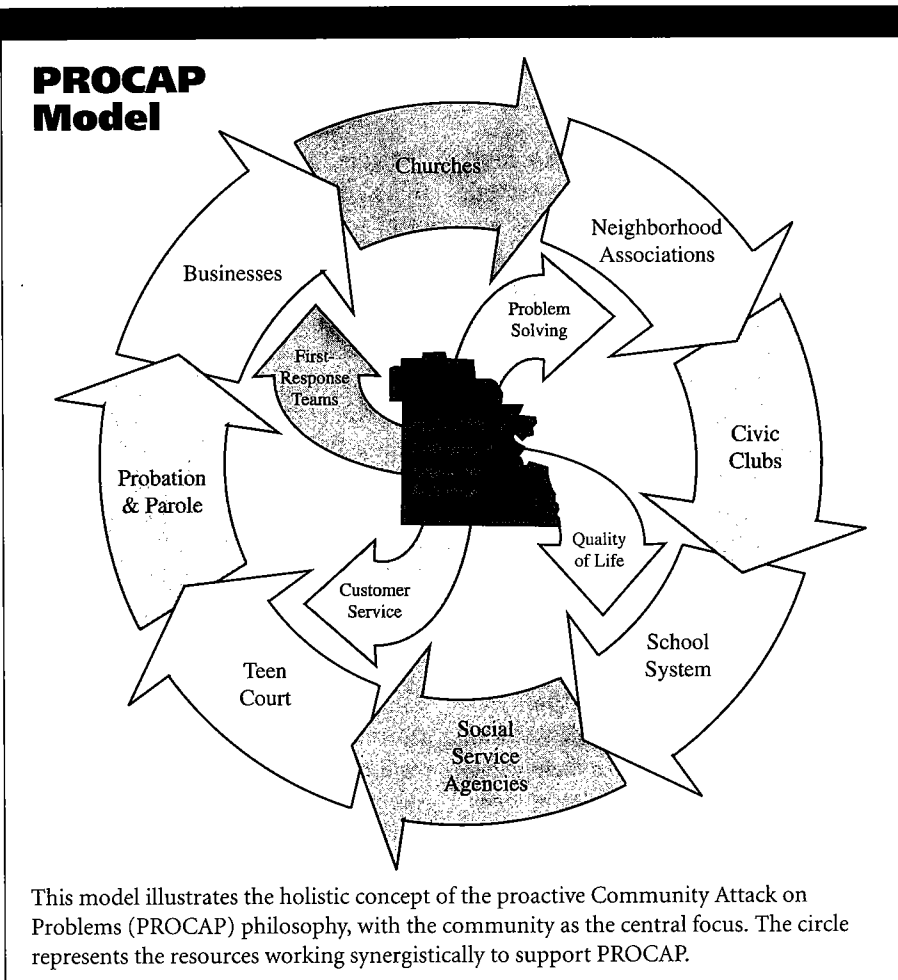 PROCAP
Model
Churches
Neighborhood
Associations
Businesses
Problem
Solving
First-
Response
Teams
Civic
Clubs
Probation
& Parole
Quality
of Life
Customer
Service
School
System
Teen
Court
Social
Service
Agencies
This model illustrates the holistic concept of the proactive Community Attack on
Problems (PROCAP) philosophy, with the community as the central focus. The circle
represents the resources working synergistically to support PROCAP.